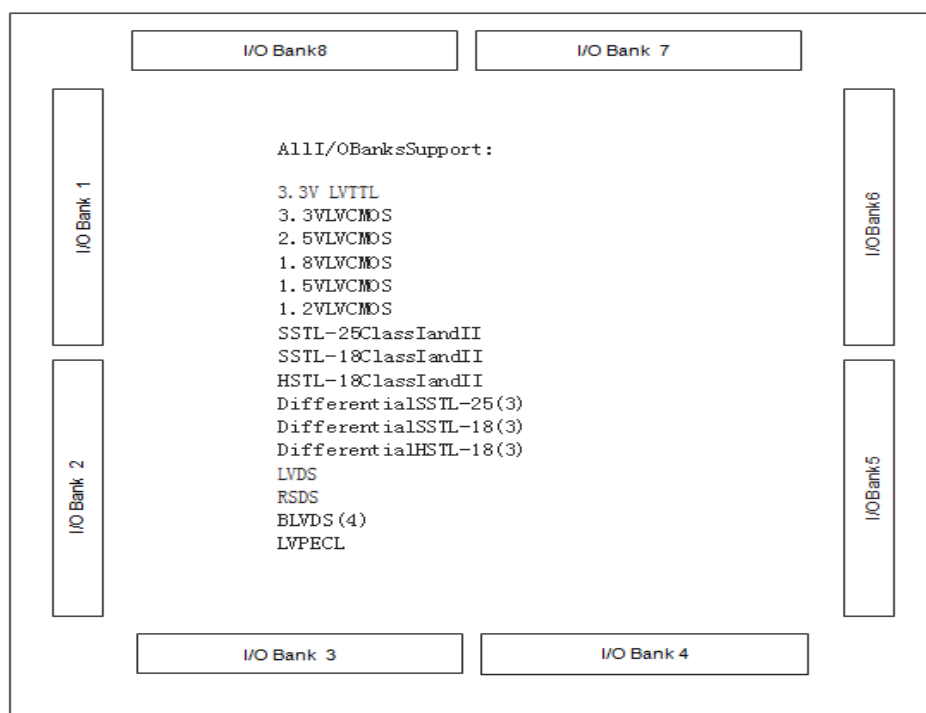 I/O Bank8
I/O Bank 7
I/O Bank 1
I/OBank6
AllI/OBanksSupport:
3.3V LVTTL
3.3VLVCMOS
2.5VLVCMOS
1.8VLVCMOS
1.5VLVCMOS
1.2VLVCMOS
SSTL-25ClassIandII
SSTL-18ClassIandII
HSTL-18ClassIandII
DifferentialSSTL-25(3)
DifferentialSSTL-18(3)
DifferentialHSTL-18(3)
LVDS
RSDS
BLVDS(4)
LVPECL
I/O Bank 2
I/OBank5
I/O Bank 3
I/O Bank 4